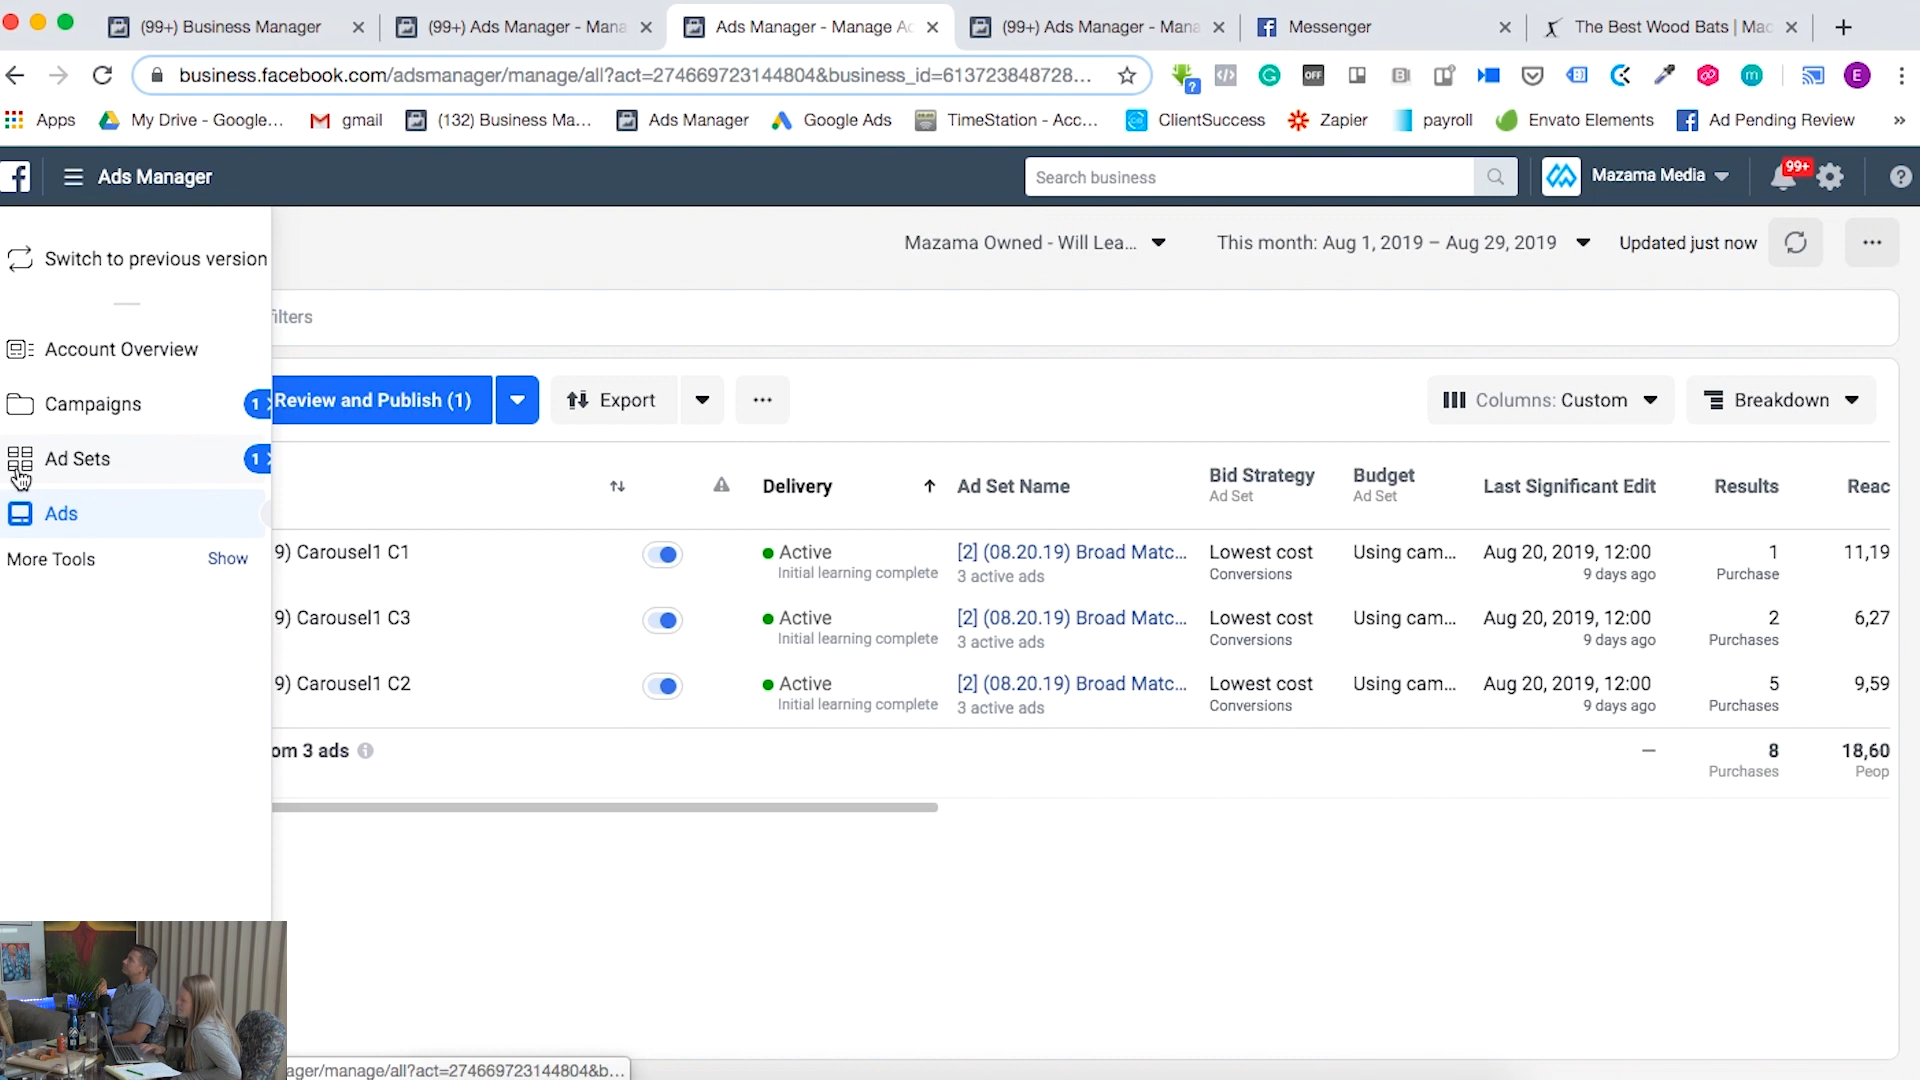 (99+) Business Manager
(99+) Ads Manager - Mana
Ads Manager - Manage Ad
(99+) Ads Manager - Mana
Messenger
The Best Wood Bats | Mac
business.facebook.com/adsmanager/manage/all?act=274669723144804&business_id=613723848728...
OFF
E
Apps
My Drive - Google...
gmail
(132) Business Ma...
Ads Manager
Google Ads
TimeStation - Acc...
ClientSuccess
Zapier
payroll
Envato Elements
Ad Pending Review
»
Ads Manager
Search business
Mazama Media
99+
Switch to previous version
Mazama Owned - Will Lea...
This month: Aug 1, 2019 – Aug 29, 2019
Updated just now
ilters
Account Overview
Campaigns
1
Review and Publish (1)
Export
Columns: Custom
Breakdown
Ad Sets
1
Ads
More Tools
Show
Delivery
Ad Set Name
Bid Strategy
Ad Set
Budget
Ad Set
Last Significant Edit
Results
Reac
9) Carousel1 C1
Active
Initial learning complete
[2] (08.20.19) Broad Matc...
3 active ads
Lowest cost
Conversions
Using cam...
Aug 20, 2019, 12:00
9 days ago
1
Purchase
11,19
9) Carousel1 C3
Active
Initial learning complete
[2] (08.20.19) Broad Matc...
3 active ads
Lowest cost
Conversions
Using cam...
Aug 20, 2019, 12:00
9 days ago
2
Purchases
6,27
9) Carousel1 C2
Active
Initial learning complete
[2] (08.20.19) Broad Matc...
3 active ads
Lowest cost
Conversions
Using cam...
Aug 20, 2019, 12:00
9 days ago
5
Purchases
9,59
om 3 ads
—
8
Purchases
18,60
Peop
ager/manage/all?act=274669723144804&b...